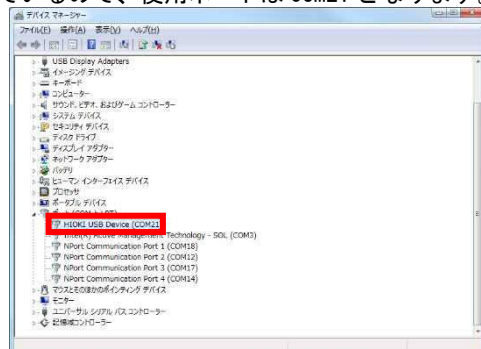 いるので、使用ポートは COM21 となります
デバイス マネージャー
ファイル(F) 操作(A) 表示(V) ヘルプ(H)
USB Display Adapters
イメージング デバイス
キーボード
コンピューター
サウンド、ビデオ、およびゲーム コントローラー
システム デバイス
セキュリティ デバイス
ディスク ドライブ
ディスプレイ アダプター
ネットワーク アダプター
バッテリ
ヒューマン インターフェイス デバイス
プロセッサ
ポータブル デバイス
ポート (COM と LPT)
HIOKI USB Device (COM21
Intel(R) Active Management Technology - SOL (COM3)
NPort Communication Port 1 (COM18)
NPort Communication Port 2 (COM12)
NPort Communication Port 3 (COM17)
NPort Communication Port 4 (COM14)
マウスとそのほかのポインティング デバイス
モニター
ユニバーサル シリアル バス コントローラー
記憶域コントローラー